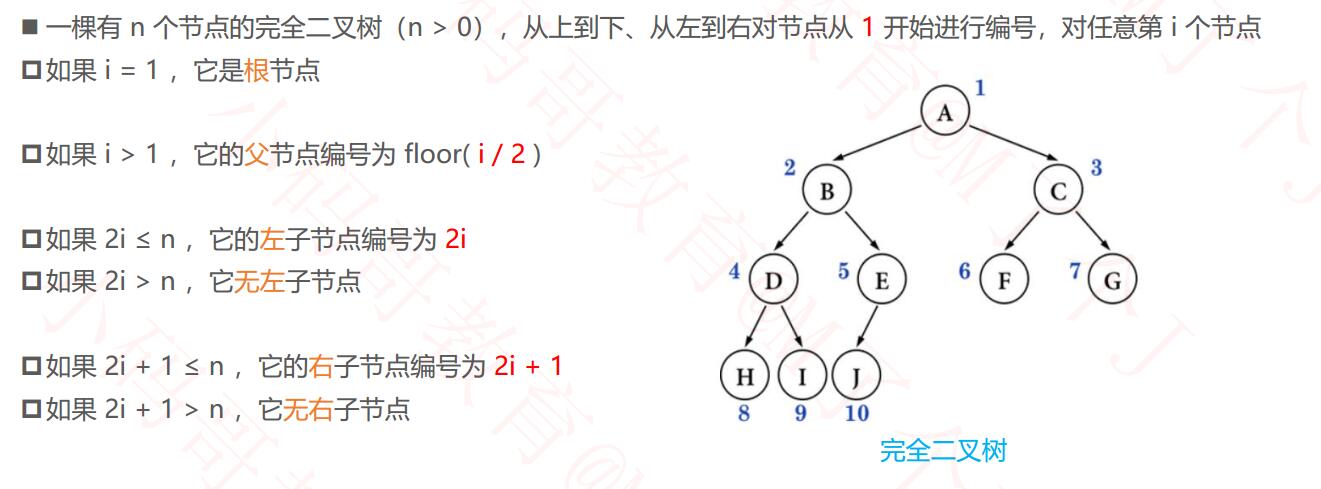 ■ 一棵有 n 个节点的完全二叉树（n > 0），从上到下、从左到右对节点从 1 开始进行编号，对任意第 i 个节点
❑ 如果 i = 1 ，它是根节点
❑ 如果 i > 1 ，它的父节点编号为 floor( i / 2 )
❑ 如果 2i ≤ n ，它的左子节点编号为 2i
❑ 如果 2i > n ，它无左子节点
❑ 如果 2i + 1 ≤ n ，它的右子节点编号为 2i + 1
❑ 如果 2i + 1 > n ，它无右子节点
1
A
2
B
3
C
4
D
5
E
6
F
7
G
H
I
J
8
9
10
完全二叉树
小码哥教育@M